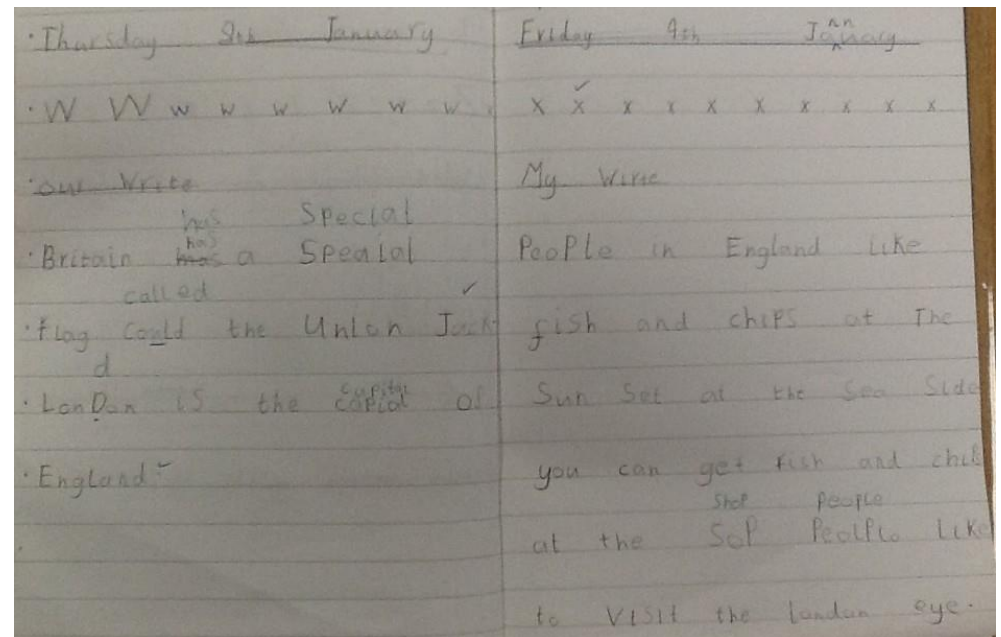 Thursday 8th January
W W w w w w w w
our Write
has Special
Britain has a Speaial
called
flag could the Union Jack
d
LonDon is the capital of
England
Friday 9th January
x x x x x x x x x x
My Wirte
People in England like
fish and chips at The
Sun Set at the Sea Side
you can get fish and chip
Shop people
at the SoP Peolple like
to visit the london eye.